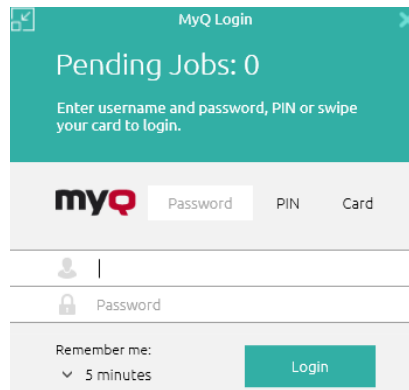 MyQ Login
Pending Jobs: 0
Enter username and password, PIN or swipe
your card to login.
myQ Password PIN Card
Password
Remember me:
5 minutes Login